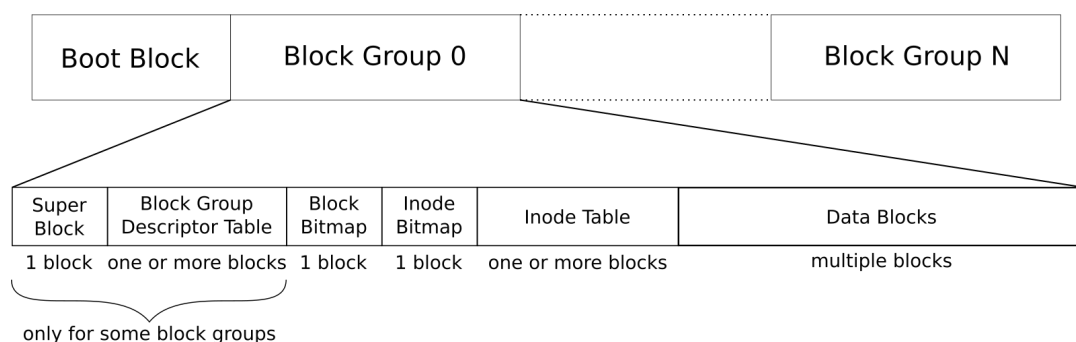 Boot Block
Block Group 0
Block Group N
Super
Block
Block Group
Descriptor Table
Block
Bitmap
Inode
Bitmap
Inode Table
Data Blocks
1 block
one or more blocks
1 block
1 block
one or more blocks
multiple blocks
only for some block groups